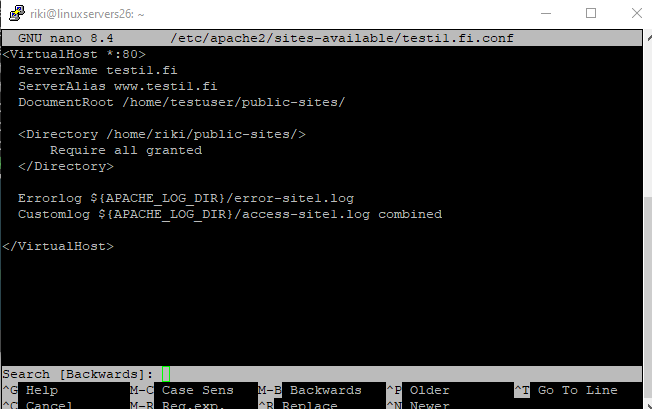 riki@linuxservers26: ~
GNU nano 8.4 /etc/apache2/sites-available/testi1.fi.conf
<VirtualHost *:80>
ServerName testi1.fi
ServerAlias www.testi1.fi
DocumentRoot /home/testuser/public-sites/
<Directory /home/riki/public-sites/>
Require all granted
</Directory>
Errorlog ${APACHE_LOG_DIR}/error-site1.log
Customlog ${APACHE_LOG_DIR}/access-site1.log combined
</VirtualHost>
Search [Backwards]:
^G Help M-C Case Sens M-B Backwards ^P Older ^T Go To Line
^C Cancel M-R Reg.exp. ^R Replace ^N Newer